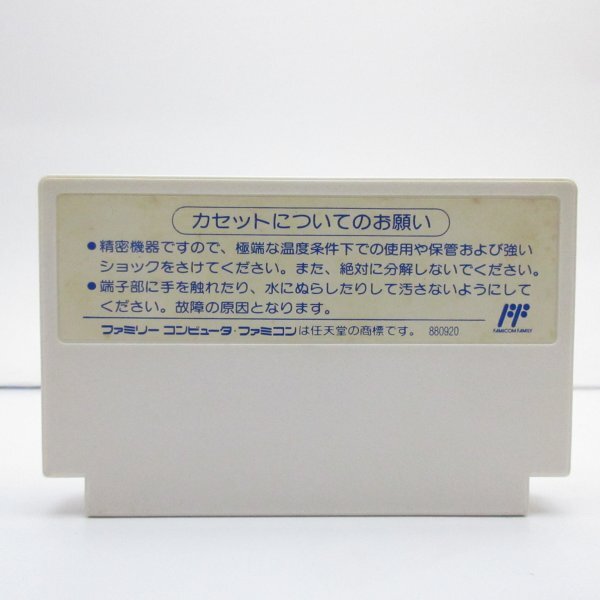 カセットについてのお願い
●精密機器ですので、極端な温度条件下での使用や保管および強い
ショックをさけてください。また、絶対に分解しないでください。
●端子部に手を触れたり、水にぬらしたりして汚さないようにして
ください。故障の原因となります。
ファミリーコンピュータ・ファミコンは任天堂の商標です。 880920
FAMICOM FAMILY